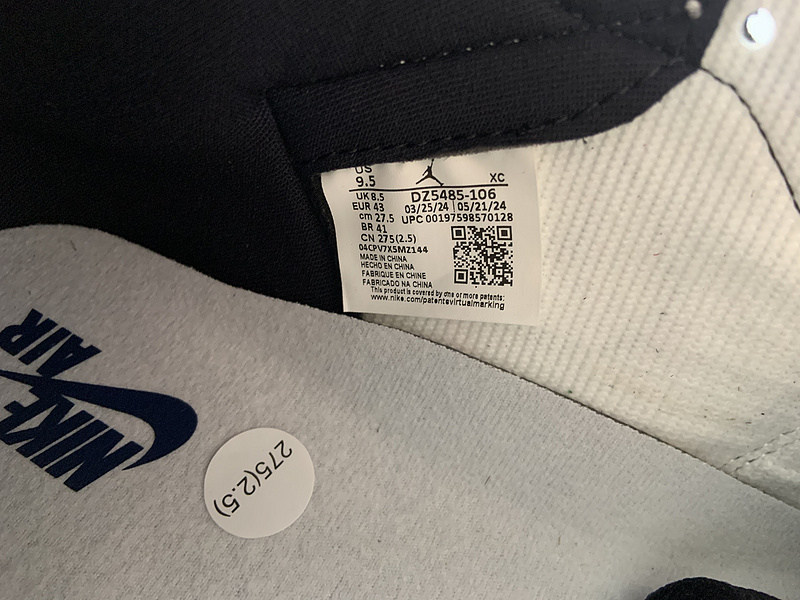 US
9.5 XC
UK 8.5 DZ5485-106
EUR 43 03/25/24 05/21/24
cm 27.5 UPC 00197598570128
BR 41
CN 275(2.5)
04CPV7X5MZ144
MADE IN CHINA
HECHO EN CHINA
FABRIQUE EN CHINE
FABRICADO NA CHINA
This product is covered by one or more patents:
www.nike.com/patentsvirtualmarking
NIKE
AIR
275(2.5)